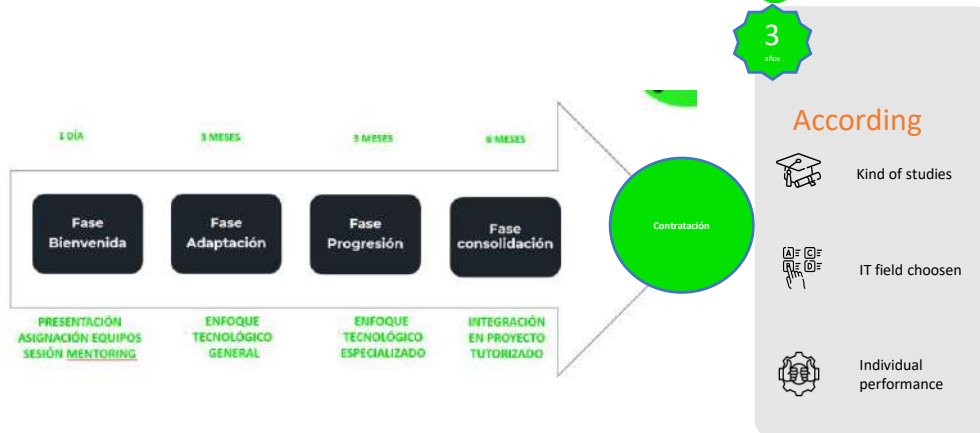 1 DÍA
3 MESES
3 MESES
6 MESES
Fase
Bienvenida
Fase
Adaptación
Fase
Progresión
Fase
consolidación
PRESENTACIÓN
ASIGNACIÓN EQUIPOS
SESIÓN MENTORING
ENFOQUE
TECNOLÓGICO
GENERAL
ENFOQUE
TECNOLÓGICO
ESPECIALIZADO
INTEGRACIÓN
EN PROYECTO
TUTORIZADO
Contratación
3
años
According
Kind of studies
A C
B D
IT field choosen
Individual
performance